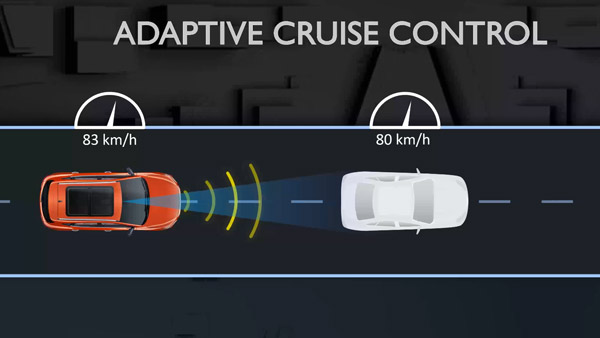 ADAPTIVE CRUISE CONTROL
83 km/h
80 km/h